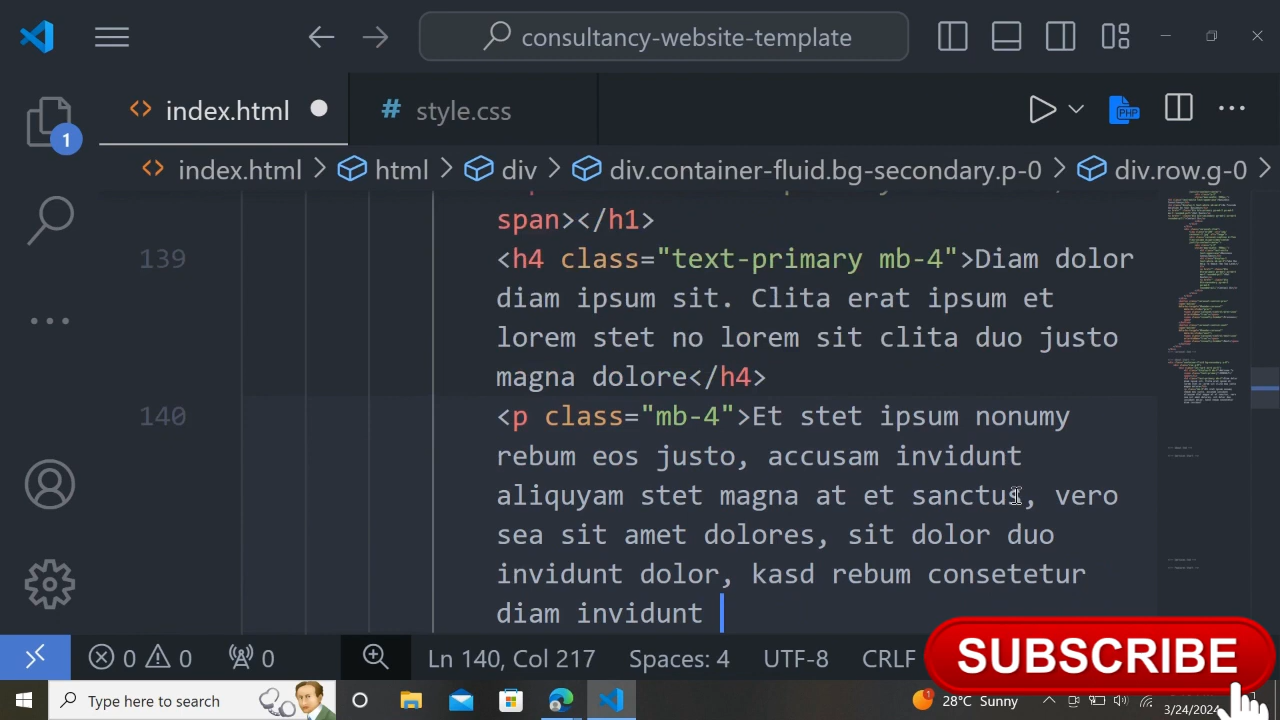 consultancy-website-template
index.html
style.css
PHP
index.html > html > div > div.container-fluid.bg-secondary.p-0 > div.row.g-0 >
1
span></h1>
139 h4 class="text-primary mb-4">Diam dolor
diam ipsum sit. Clita erat ipsum et
lorem stet no lorem sit clita duo justo
magna dolore</h4>
140 <p class="mb-4">Et stet ipsum nonumy
rebum eos justo, accusam invidunt
aliquyam stet magna at et sanctus, vero
sea sit amet dolores, sit dolor duo
invidunt dolor, kasd rebum consetetur
diam invidunt
0 0 0 Ln 140, Col 217 Spaces: 4 UTF-8 CRLF
SUBSCRIBE
Type here to search
1
28°C Sunny
3/24/2024